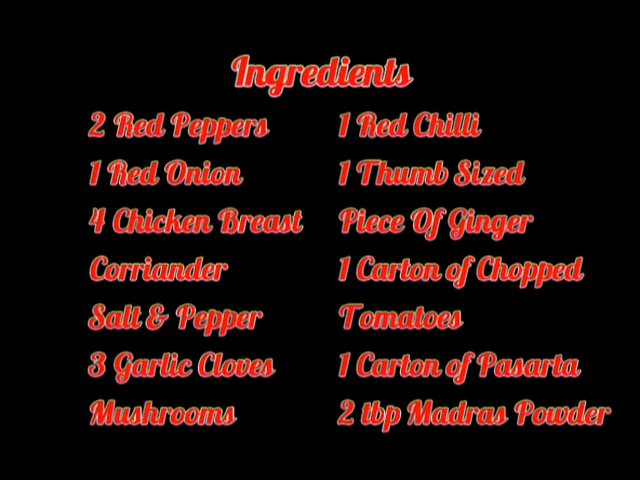 Ingredients
2 Red Peppers
1 Red Onion
4 Chicken Breast
Corriander
Salt & Pepper
3 Garlic Cloves
Mushrooms
1 Red Chilli
1 Thumb Sized
Piece Of Ginger
1 Carton of Chopped
Tomatoes
1 Carton of Pasarta
2 tbp Madras Powder